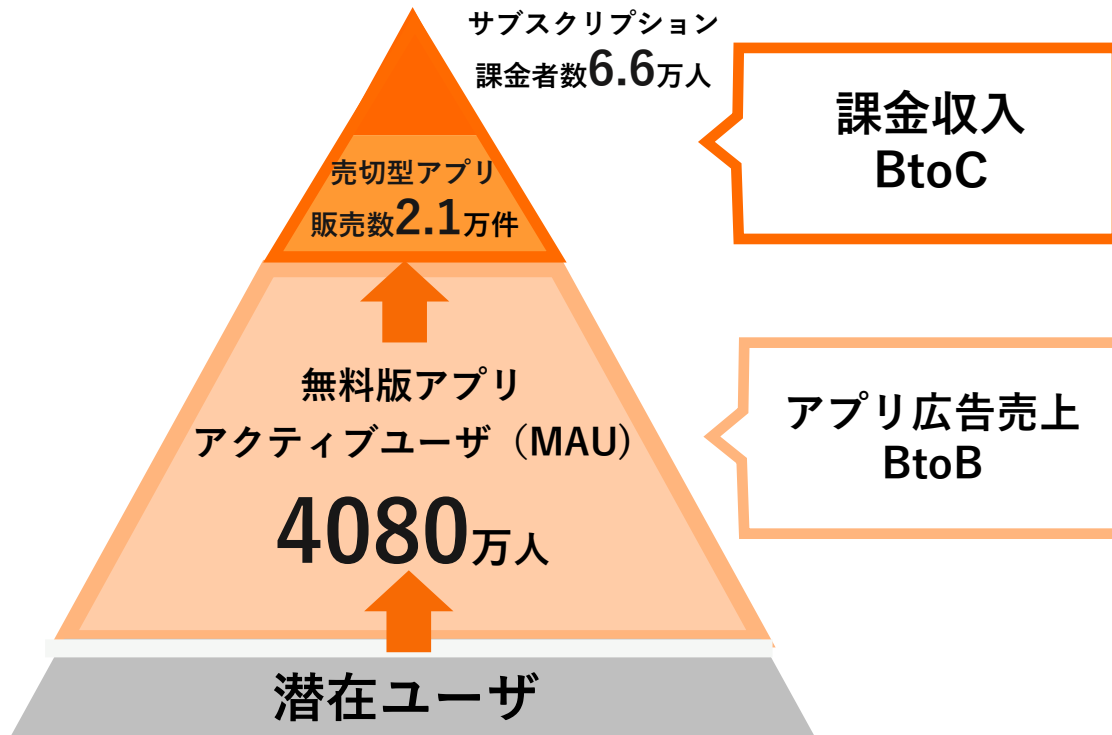 サブスクリプション
課金者数6.6万人
売切型アプリ
販売数2.1万件
課金収入
BtoC
無料版アプリ
アクティブユーザ（MAU）
4080万人
アプリ広告売上
BtoB
潜在ユーザ